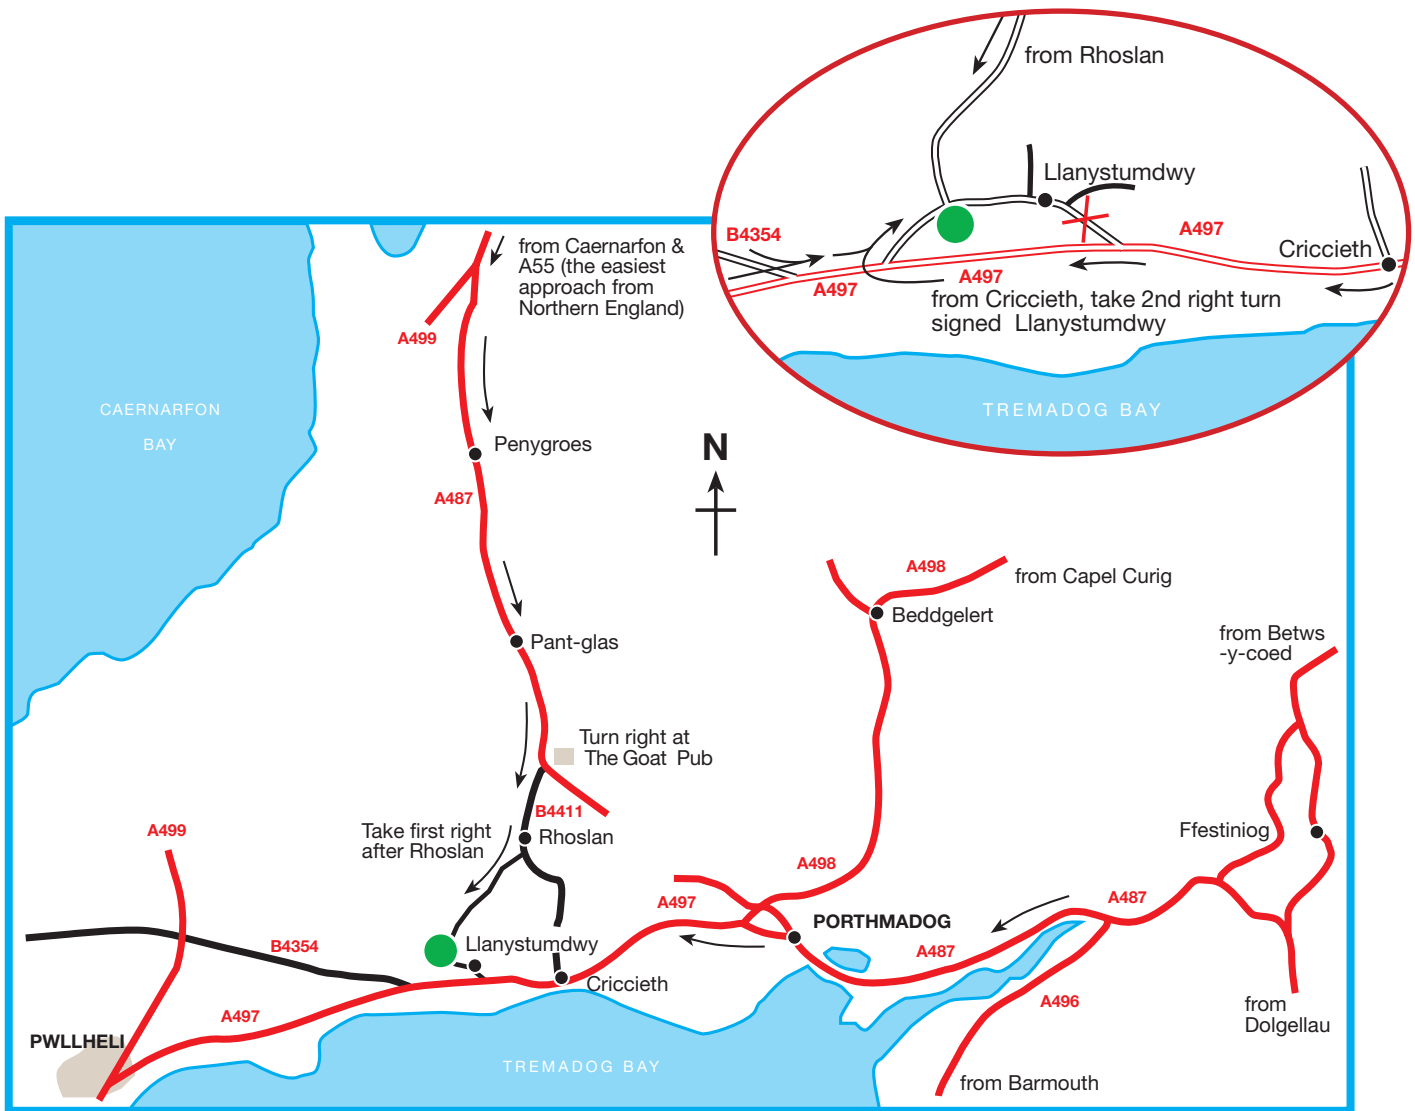 from Rhoslan
Llanystumdwy
B4354
A497
Criccieth
A497
A497
from Criccieth, take 2nd right turn
signed Llanystumdwy
TREMADOG BAY
from Caernarfon &
A55 (the easiest
approach from
Northern England)
A499
CAERNARFON
BAY
Penygroes
N
A487
A498
from Capel Curig
Beddgelert
Pant-glas
from Betws
-y-coed
Turn right at
The Goat Pub
B4411
A499
Take first right
after Rhoslan
Rhoslan
Ffestiniog
A498
A497
A487
PORTHMADOG
B4354
Llanystumdwy
A487
Criccieth
A496
from
Dolgellau
A497
PWLLHELI
TREMADOG BAY
from Barmouth